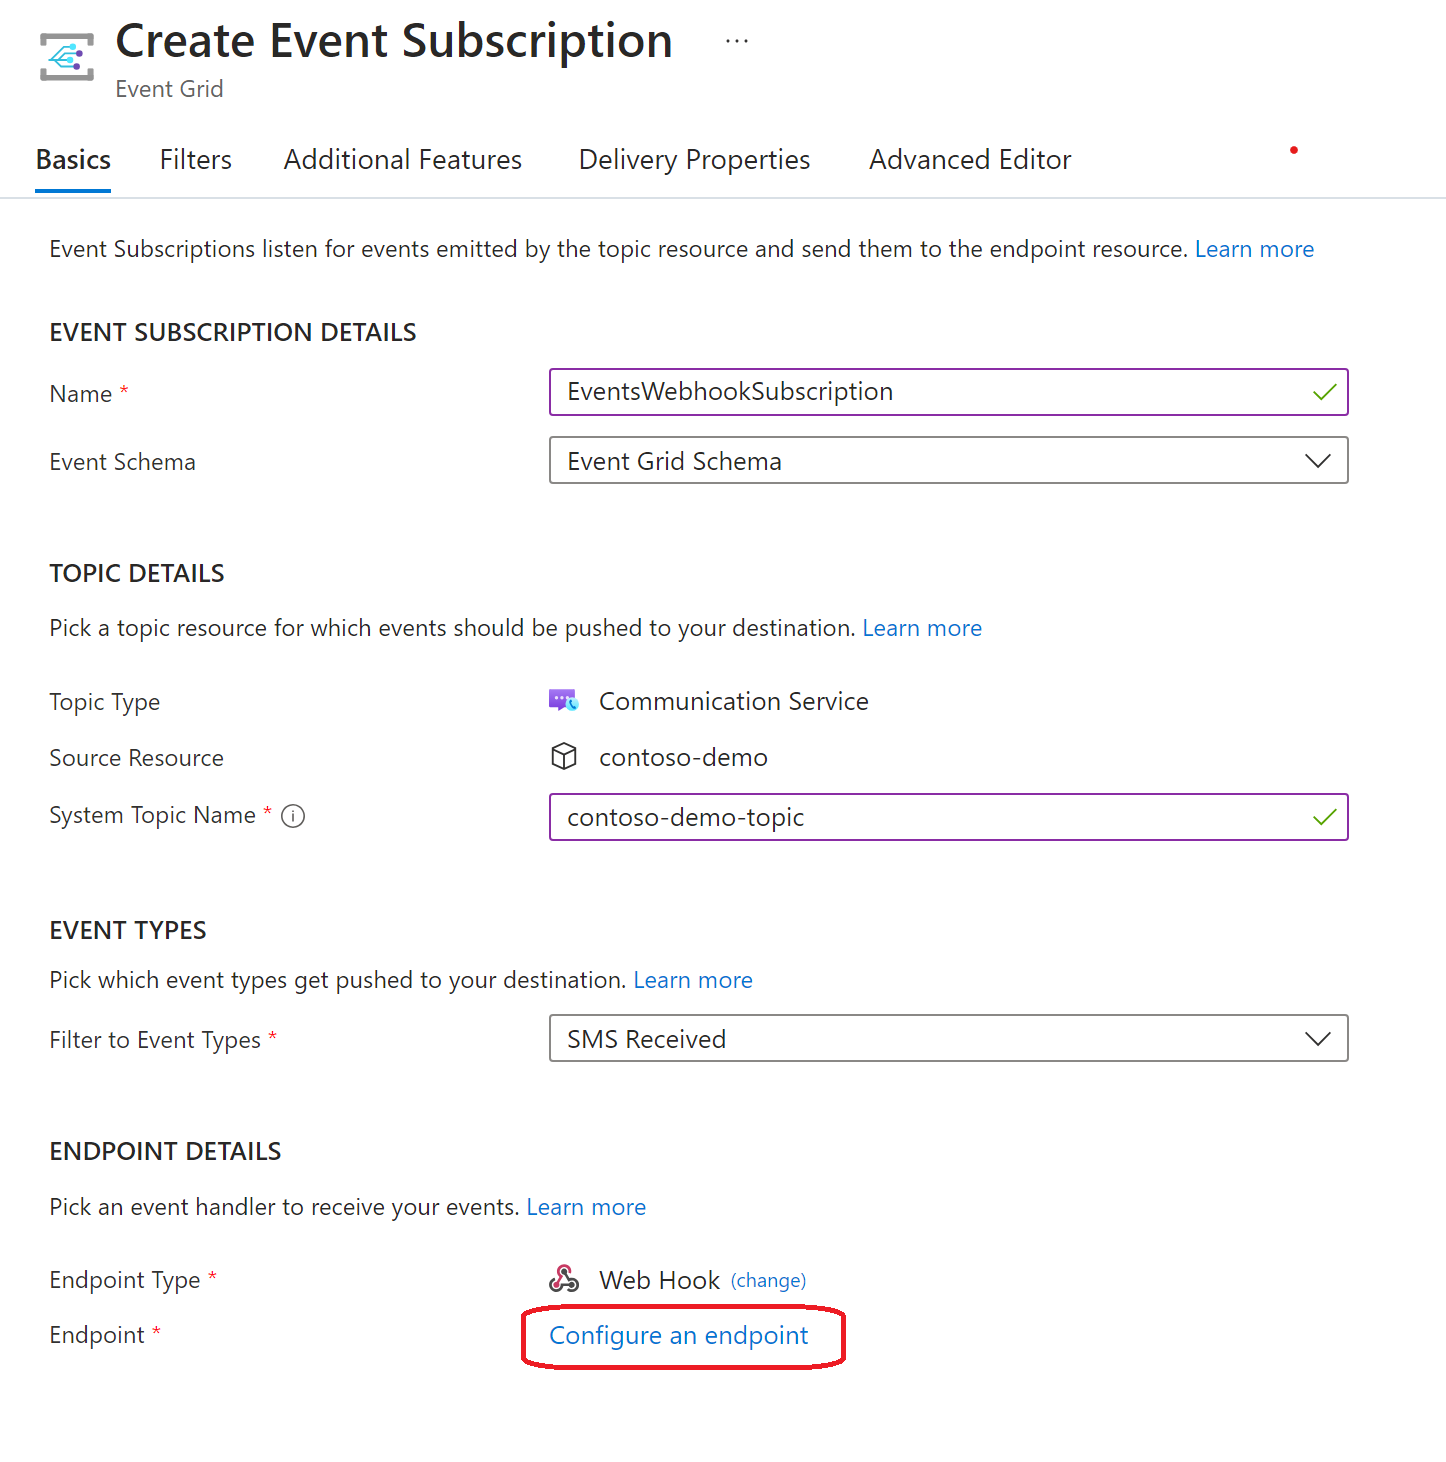 Create Event Subscription ...
Event Grid
Basics Filters Additional Features Delivery Properties Advanced Editor
Event Subscriptions listen for events emitted by the topic resource and send them to the endpoint resource. Learn more
EVENT SUBSCRIPTION DETAILS
Name * EventsWebhookSubscription
Event Schema Event Grid Schema
TOPIC DETAILS
Pick a topic resource for which events should be pushed to your destination. Learn more
Topic Type Communication Service
Source Resource contoso-demo
System Topic Name * contoso-demo-topic
EVENT TYPES
Pick which event types get pushed to your destination. Learn more
Filter to Event Types * SMS Received
ENDPOINT DETAILS
Pick an event handler to receive your events. Learn more
Endpoint Type * Web Hook (change)
Endpoint * Configure an endpoint